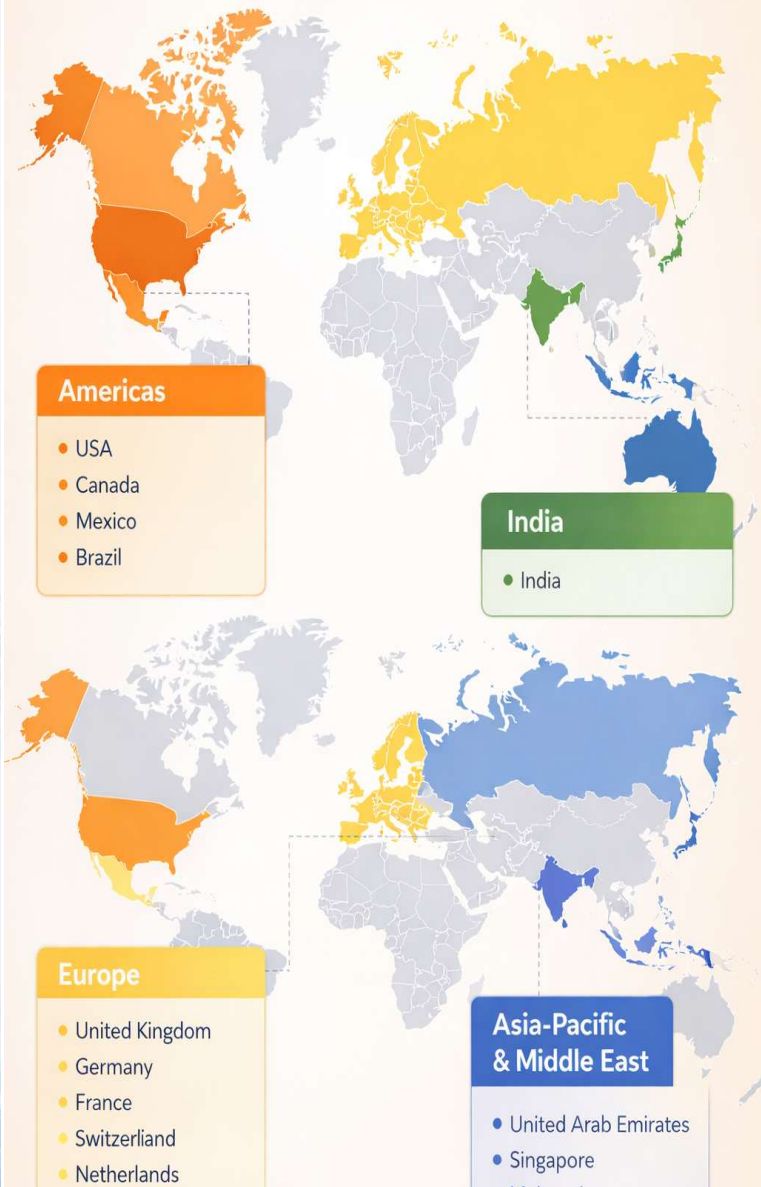 Americas
USA
Canada
Mexico
Brazil
India
India
Europe
United Kingdom
Germany
France
Switzerliand
Netherlands
Asia-Pacific
& Middle East
United Arab Emirates
Singapore